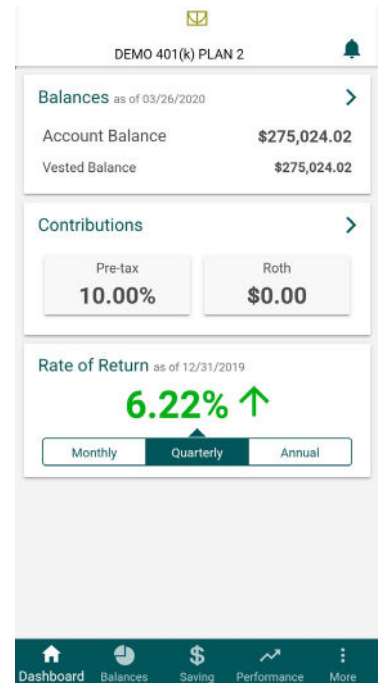 DEMO 401(k) PLAN 2
Balances as of 03/26/2020
Account Balance $275,024.02
Vested Balance $275,024.02
Contributions
Pre-tax Roth
10.00% $0.00
Rate of Return as of 12/31/2019
6.22%
Monthly Quarterly Annual
Dashboard Balances Saving Performance More